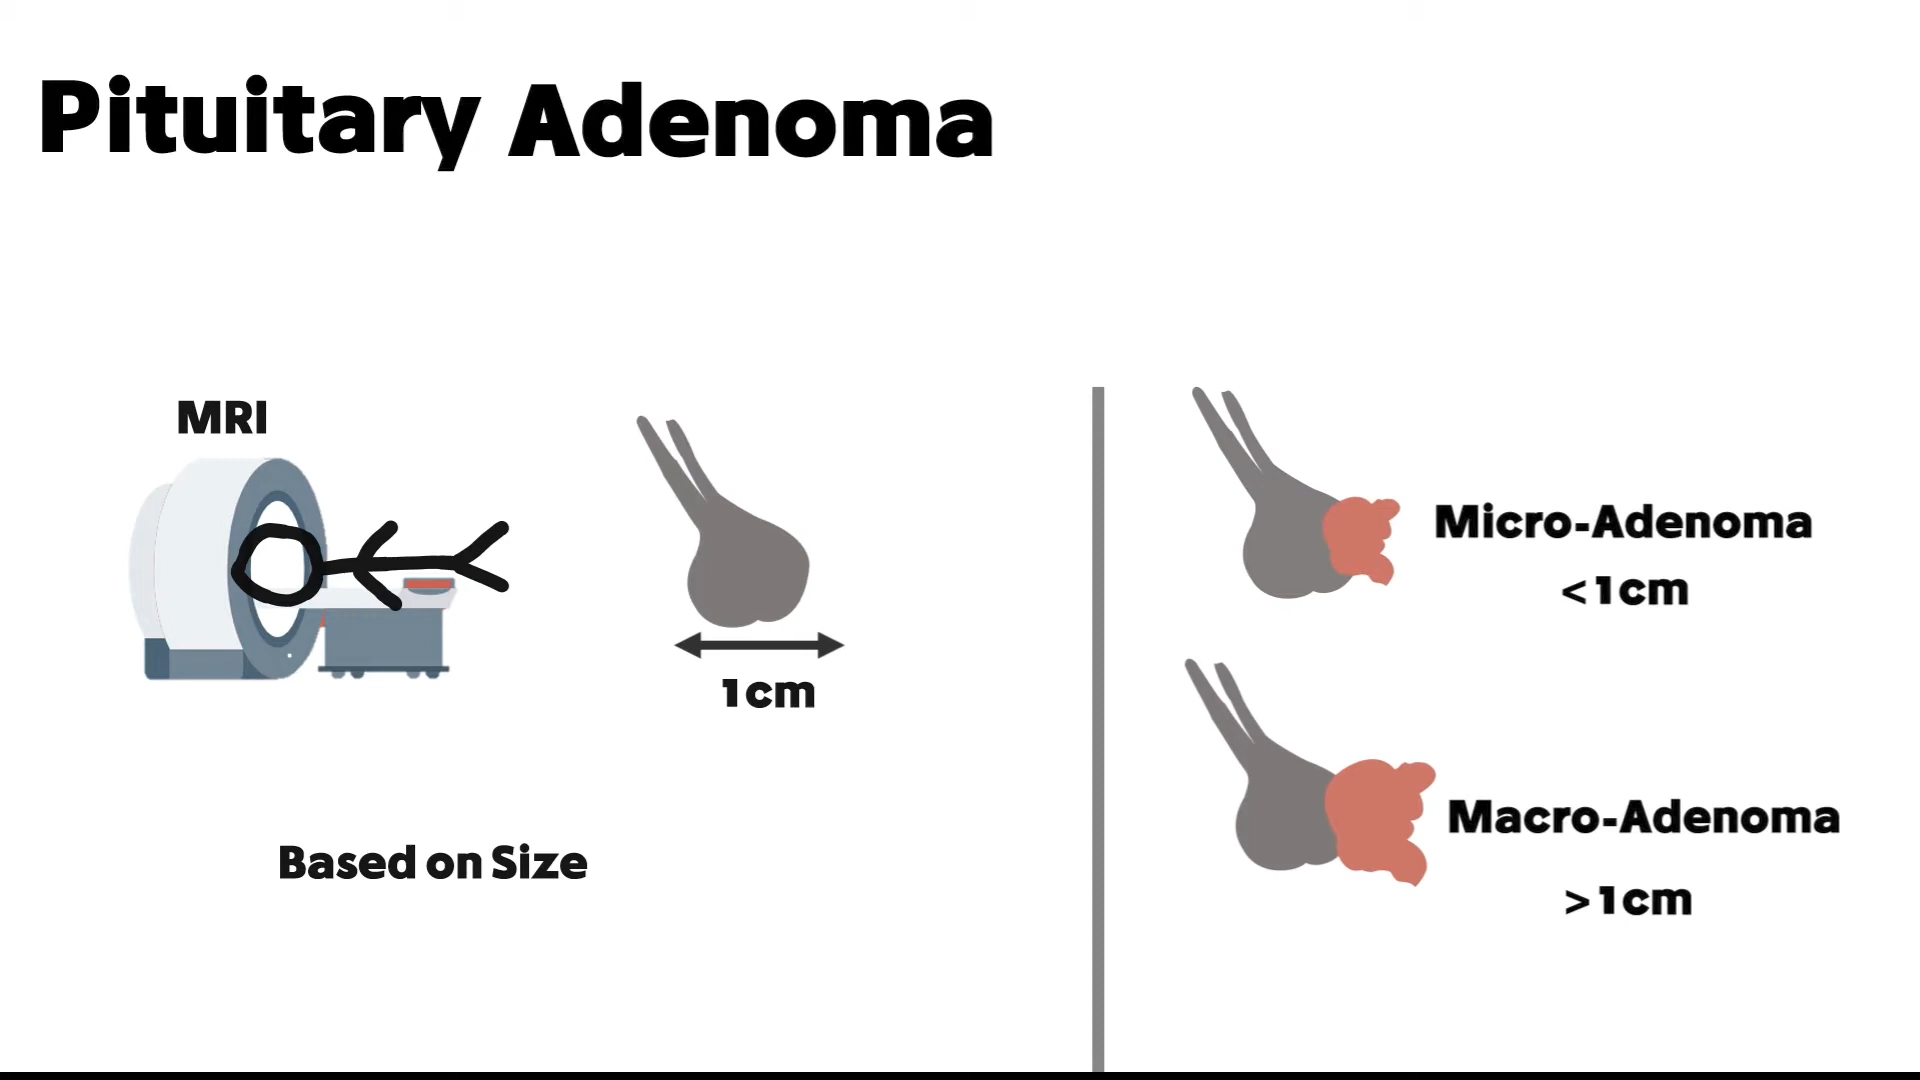 Pituitary Adenoma
MRI
1cm
Based on Size
Micro-Adenoma
<1cm
Macro-Adenoma
>1cm